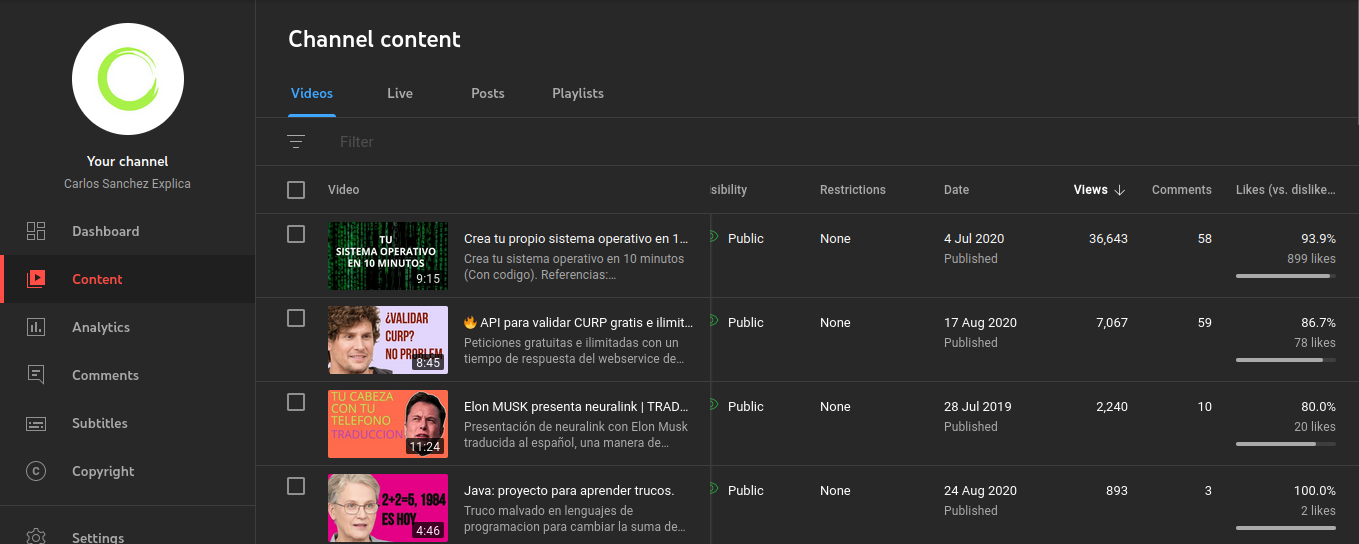 Channel content
Videos Live Posts Playlists
Filter
Your channel
Carlos Sanchez Explica
Dashboard
Content
Analytics
Comments
Subtitles
Copyright
Settings
Video sibility Restrictions Date Views Comments Likes (vs. dislike…
TU
SISTEMA OPERATIVO
EN 10 MINUTOS
9:15
Crea tu propio sistema operativo en 1…
Crea tu sistema operativo en 10 minutos
(Con codigo). Referencias:…
Public None 4 Jul 2020 36,643 58 93.9%
Published 899 likes
¿VALIDAR
CURP?
NO PROBLEM
8:45
🔥 API para validar CURP gratis e ilimit…
Peticiones gratuitas e ilimitadas con un
tiempo de respuesta del webservice de…
Public None 17 Aug 2020 7,067 59 86.7%
Published 78 likes
TU CABEZA
CON TU
TELEFONO
TRADUCCION
11:24
Elon MUSK presenta neuralink | TRAD…
Presentación de neuralink con Elon Musk
traducida al español, una manera de…
Public None 28 Jul 2019 2,240 10 80.0%
Published 20 likes
2+2=5, 1984
ES HOY
4:46
Java: proyecto para aprender trucos.
Truco malvado en lenguajes de
programacion para cambiar la suma de…
Public None 24 Aug 2020 893 3 100.0%
Published 2 likes